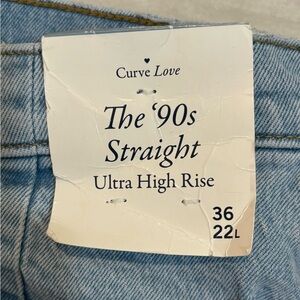 Curve Love
The ‘90s
Straight
Ultra High Rise
36
22L